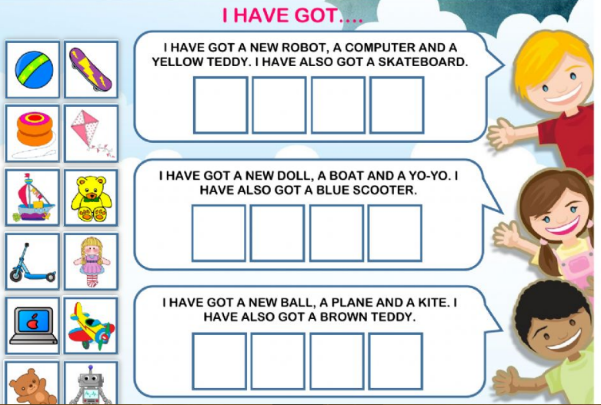 I HAVE GOT....
I HAVE GOT A NEW ROBOT, A COMPUTER AND A
YELLOW TEDDY. I HAVE ALSO GOT A SKATEBOARD.
I HAVE GOT A NEW DOLL, A BOAT AND A YO-YO. I
HAVE ALSO GOT A BLUE SCOOTER.
I HAVE GOT A NEW BALL, A PLANE AND A KITE. I
HAVE ALSO GOT A BROWN TEDDY.